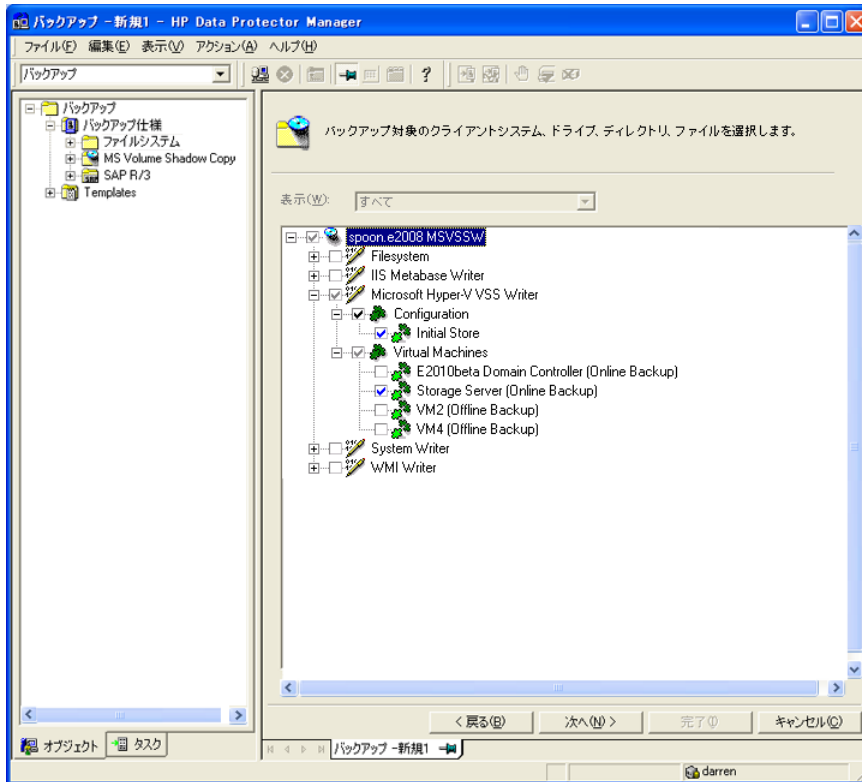 バックアップ -新規1 - HP Data Protector Manager
ファイル(F) 編集(E) 表示(V) アクション(A) ヘルプ(H)
バックアップ
バックアップ
バックアップ仕様
ファイルシステム
MS Volume Shadow Copy
SAP R/3
Templates
バックアップ対象のクライアントシステム、ドライブ、ディレクトリ、ファイルを選択します。
表示(W): すべて
spoon.e2008 MSVSSW
Filesystem
IIS Metabase Writer
Microsoft Hyper-V VSS Writer
Configuration
Initial Store
Virtual Machines
E2010beta Domain Controller (Online Backup)
Storage Server (Online Backup)
VM2 (Offline Backup)
VM4 (Offline Backup)
System Writer
WMI Writer
< 戻る(B) 次へ(N) > 完了(I) キャンセル(C)
オブジェクト タスク
バックアップ -新規1
darren